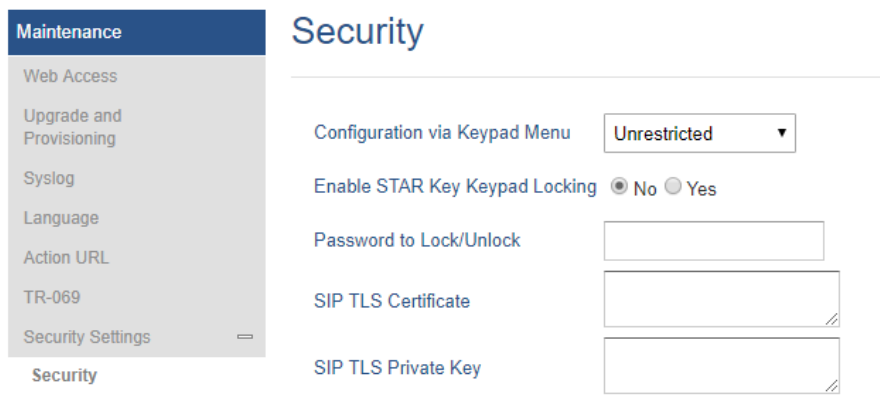 Maintenance
Web Access
Upgrade and
Provisioning
Syslog
Language
Action URL
TR-069
Security Settings
Security
Security
Configuration via Keypad Menu Unrestricted
Enable STAR Key Keypad Locking No Yes
Password to Lock/Unlock
SIP TLS Certificate
SIP TLS Private Key